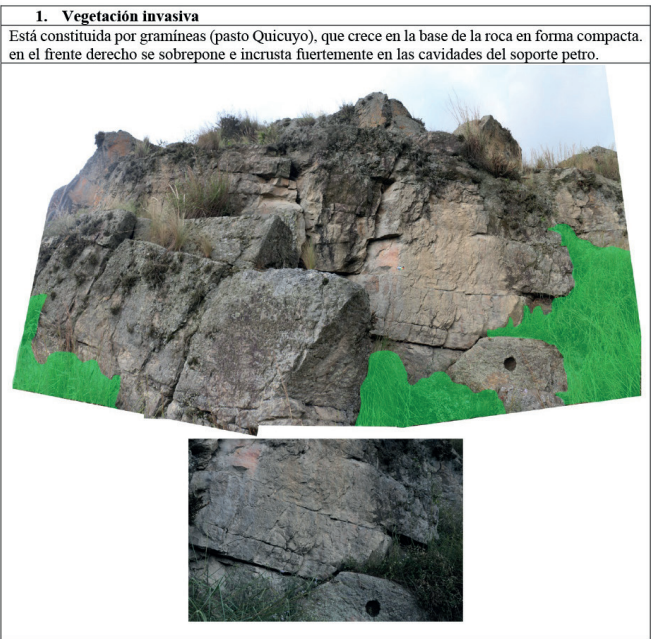 1. Vegetación invasiva
Está constituida por gramíneas (pasto Quicuyo), que crece en la base de la roca en forma compacta.
en el frente derecho se sobrepone e incrusta fuertemente en las cavidades del soporte petro.